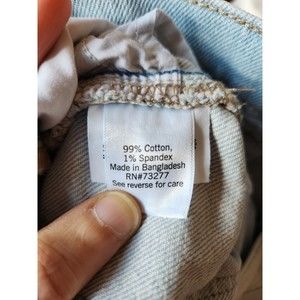 99% Cotton,
1% Spandex
Made in Bangladesh
RN#73277
See reverse for care